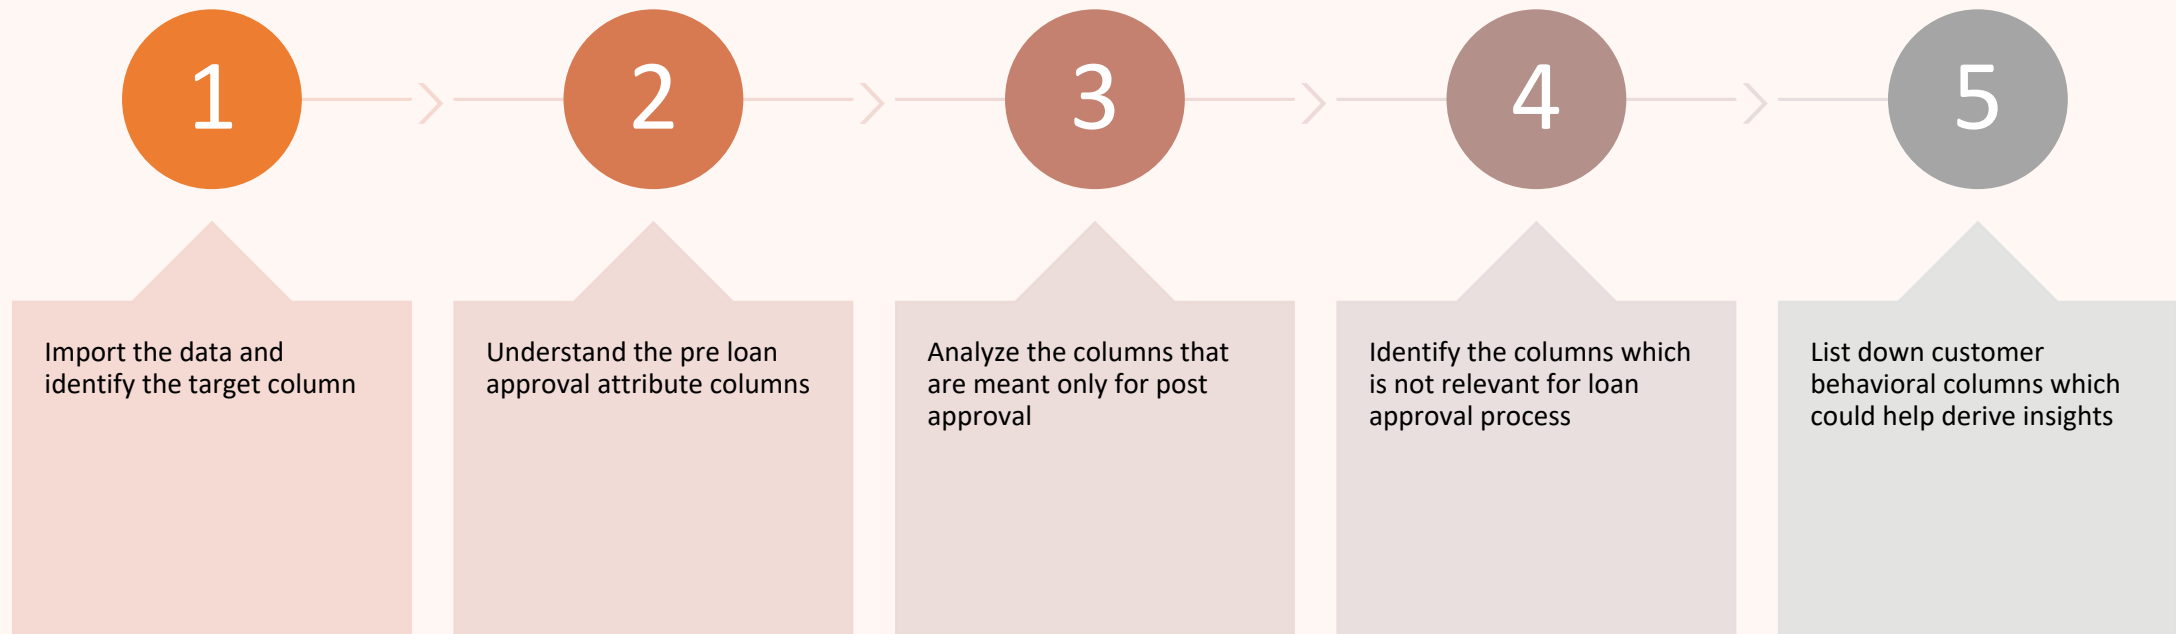 1
2
3
4
5
Import the data and
identify the target column
Understand the pre loan
approval attribute columns
Analyze the columns that
are meant only for post
approval
Identify the columns which
is not relevant for loan
approval process
List down customer
behavioral columns which
could help derive insights